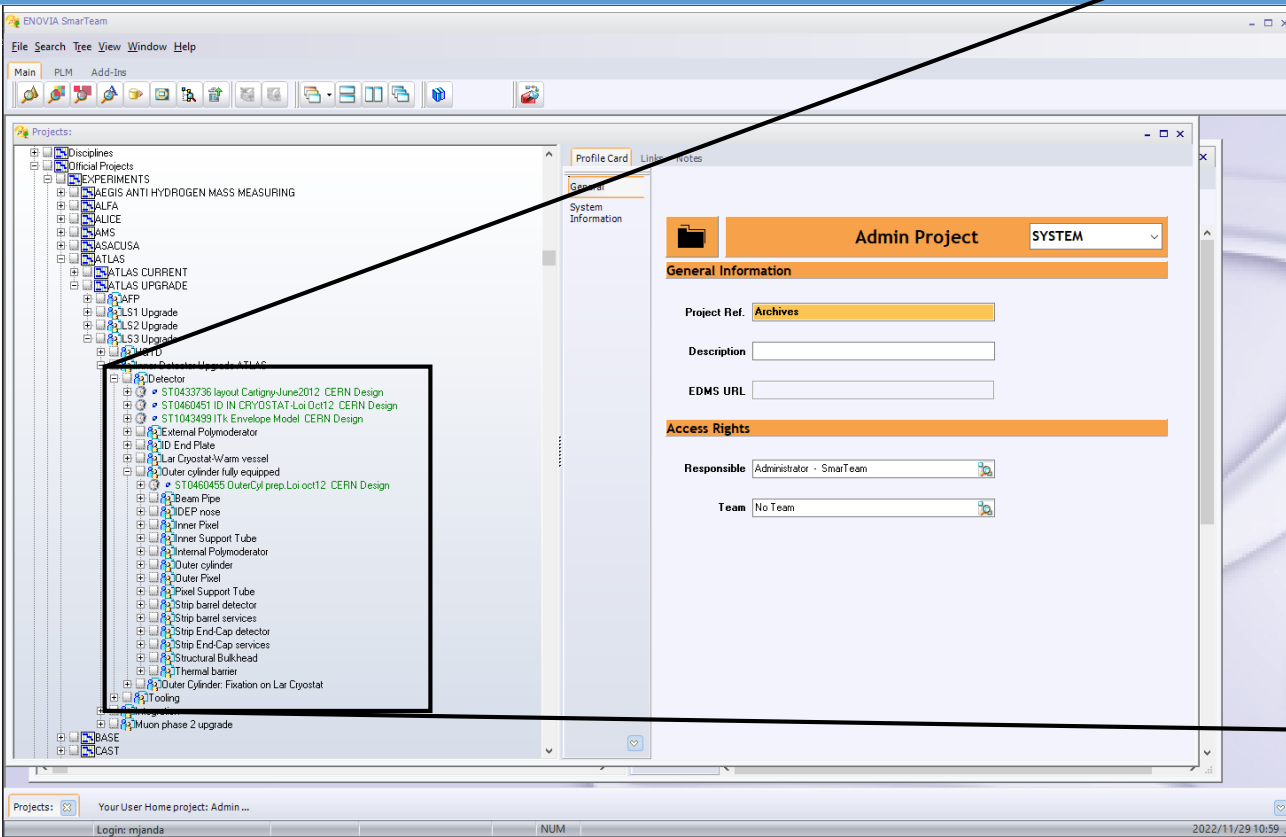 ENOVIA SmarTeam
File Search Tree View Window Help
Main PLM Add-Ins
Projects:
Disciplines
Official Projects
EXPERIMENTS
AEGIS ANTI HYDROGEN MASS MEASURING
ALFA
ALICE
AMS
ASACUSA
ATLAS
ATLAS CURRENT
ATLAS UPGRADE
AFP
LS1 Upgrade
LS2 Upgrade
LS3 Upgrade
Inner Detector Upgrade ATLAS
Detector
ST0433736 layout Cartigny-June2012 CERN Design
ST0460451 ID IN CRYOSTAT-Loi Oct12 CERN Design
ST1043499 ITk Envelope Model CERN Design
External Polymoderator
ID End Plate
Lar Cryostat-Warm vessel
Outer cylinder fully equipped
ST0460455 OuterCyl prep.Loi oct12 CERN Design
Beam Pipe
IDEP nose
Inner Pixel
Inner Support Tube
Internal Polymoderator
Outer cylinder
Outer Pixel
Pixel Support Tube
Strip barrel detector
Strip barrel services
Strip End-Cap detector
Strip End-Cap services
Structural Bulkhead
Thermal barrier
Outer Cylinder: Fixation on Lar Cryostat
Tooling
Integration
Muon phase 2 upgrade
BASE
CAST
Profile Card Links Notes
General
System
Information
Admin Project SYSTEM
General Information
Project Ref. Archives
Description
EDMS URL
Access Rights
Responsible Administrator - SmarTeam
Team No Team
Projects: Your User Home project: Admin ...
Login: mjanda NUM 2022/11/29 10:59